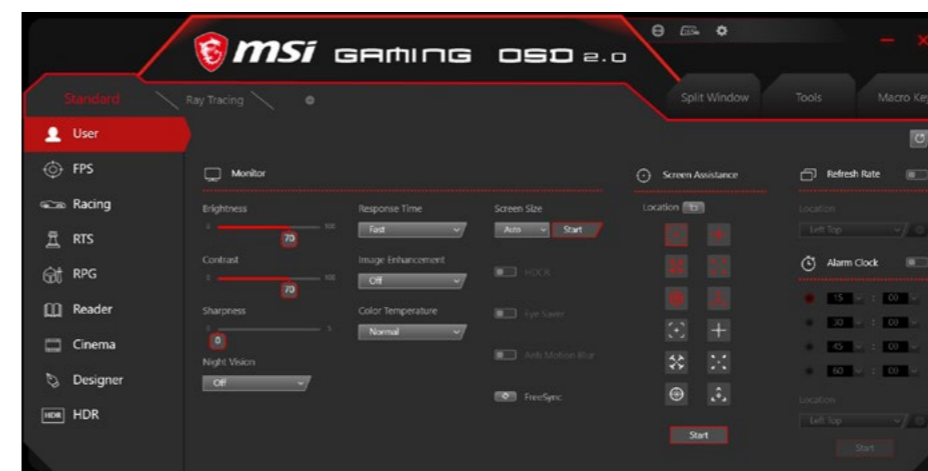 msi GAMING OSD 2.0
Standard
Ray Tracing
Split Window
Tools
Macro Key
User
FPS
Racing
RTS
RPG
Reader
Cinema
Designer
HDR
HDR
Monitor
Brightness
0
100
70
Contrast
0
100
70
Sharpness
0
5
0
Night Vision
Off
Response Time
Fast
Image Enhancement
Off
Color Temperature
Normal
Screen Size
Auto
Start
HDCR
Eye Saver
Anti Motion Blur
FreeSync
Screen Assistance
Location
Start
Refresh Rate
Location
Left Top
Alarm Clock
15 : 00
30 : 00
45 : 00
60 : 00
Location
Left Top
Start